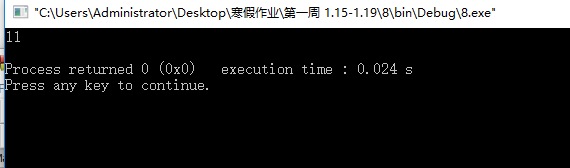 "C:\Users\Administrator\Desktop\寒假作业\第一周 1.15-1.19\8\bin\Debug\8.exe"
11
Process returned 0 (0x0)   execution time : 0.024 s
Press any key to continue.